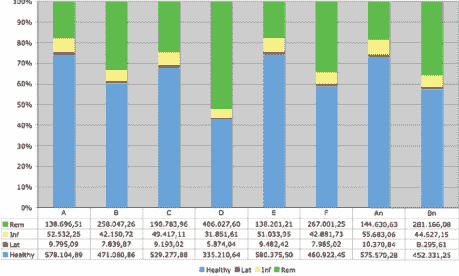 100%
90%
80%
70%
60%
50%
40%
30%
20%
10%
0%
A B C D E F An Bn
Rem 138.696,51 258.047,26 190.783,96 406.027,60 138.201,21 267.001,25 144.630,63 281.166,08
Inf 52.532,25 42.150,72 49.417,11 31.851,61 51.033,95 42.881,73 55.683,06 44.627,15
Lat 9.795,09 7.839,87 9.193,02 5.874,04 9.482,42 7.985,02 10.370,84 8.295,61
Healthy 578.104,89 471.080,86 529.277,88 335.210,64 580.375,50 460.922,45 575.570,28 452.331,25
Healthy Lat Inf Rem